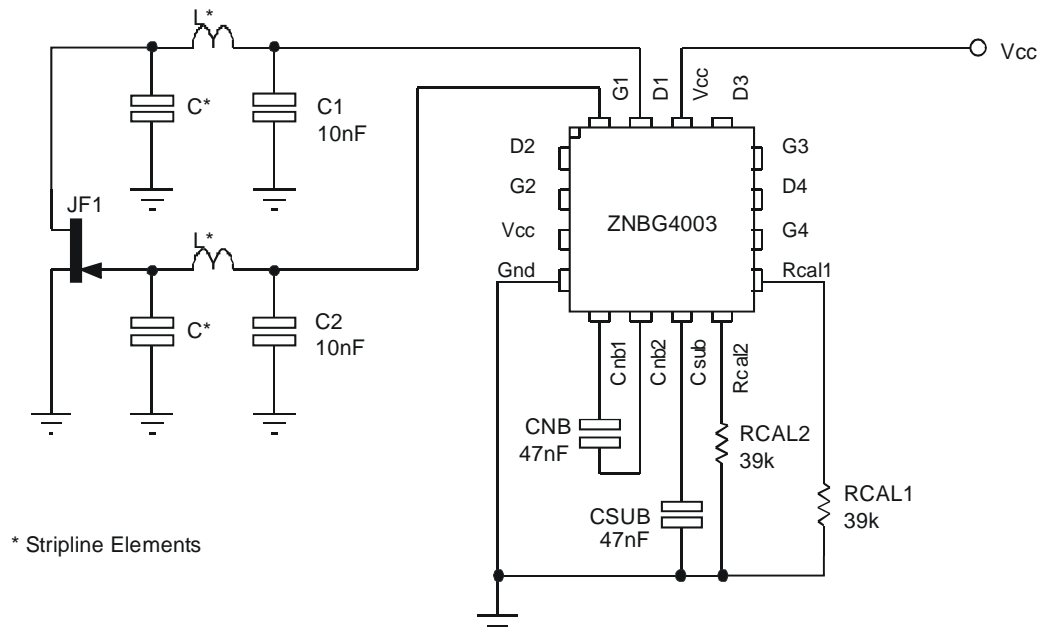 L*
Vcc
C*
C1
10nF
G1
D1
Vcc
D3
D2
G2
Vcc
Gnd
ZNBG4003
G3
D4
G4
Rcal1
JF1
L*
C*
C2
10nF
Cnb1
Cnb2
Csub
Rcal2
CNB
47nF
RCAL2
39k
CSUB
47nF
RCAL1
39k
* Stripline Elements